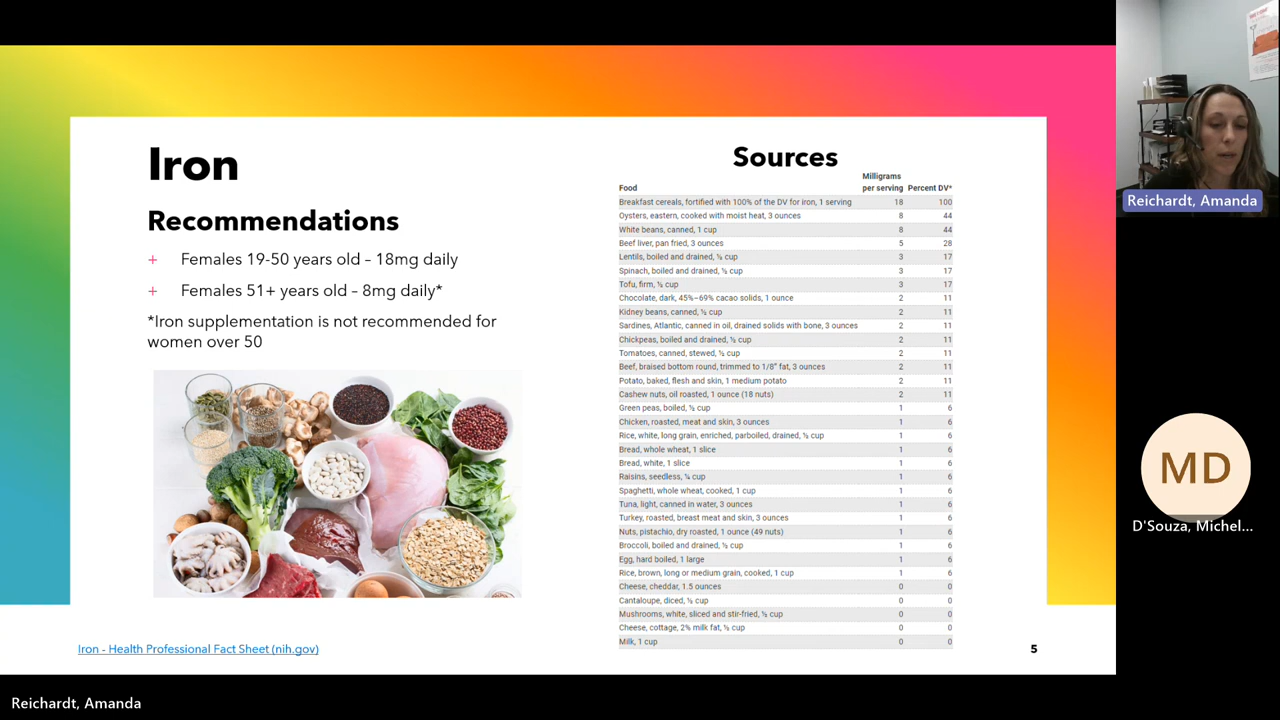 Iron
Recommendations
+ Females 19-50 years old – 18mg daily
+ Females 51+ years old – 8mg daily*
*Iron supplementation is not recommended for
women over 50
Iron - Health Professional Fact Sheet (nih.gov)
Sources
Milligrams
Food per serving Percent DV*
Breakfast cereals, fortified with 100% of the DV for iron, 1 serving 18 100
Oysters, eastern, cooked with moist heat, 3 ounces 8 44
White beans, canned, 1 cup 8 44
Beef liver, pan fried, 3 ounces 5 28
Lentils, boiled and drained, ½ cup 3 17
Spinach, boiled and drained, ½ cup 3 17
Tofu, firm, ½ cup 3 17
Chocolate, dark, 45%–69% cacao solids, 1 ounce 2 11
Kidney beans, canned, ½ cup 2 11
Sardines, Atlantic, canned in oil, drained solids with bone, 3 ounces 2 11
Chickpeas, boiled and drained, ½ cup 2 11
Tomatoes, canned, stewed, ½ cup 2 11
Beef, braised bottom round, trimmed to 1/8" fat, 3 ounces 2 11
Potato, baked, flesh and skin, 1 medium potato 2 11
Cashew nuts, oil roasted, 1 ounce (18 nuts) 2 11
Green peas, boiled, ½ cup 1 6
Chicken, roasted, meat and skin, 3 ounces 1 6
Rice, white, long grain, enriched, parboiled, drained, ½ cup 1 6
Bread, whole wheat, 1 slice 1 6
Bread, white, 1 slice 1 6
Raisins, seedless, ¼ cup 1 6
Spaghetti, whole wheat, cooked, 1 cup 1 6
Tuna, light, canned in water, 3 ounces 1 6
Turkey, roasted, breast meat and skin, 3 ounces 1 6
Nuts, pistachio, dry roasted, 1 ounce (49 nuts) 1 6
Broccoli, boiled and drained, ½ cup 1 6
Egg, hard boiled, 1 large 1 6
Rice, brown, long or medium grain, cooked, 1 cup 1 6
Cheese, cheddar, 1.5 ounces 0 0
Cantaloupe, diced, ½ cup 0 0
Mushrooms, white, sliced and stir-fried, ½ cup 0 0
Cheese, cottage, 2% milk fat, ½ cup 0 0
Milk, 1 cup 0 0
5
Reichardt, Amanda
MD
D'Souza, Michel...
Reichardt, Amanda